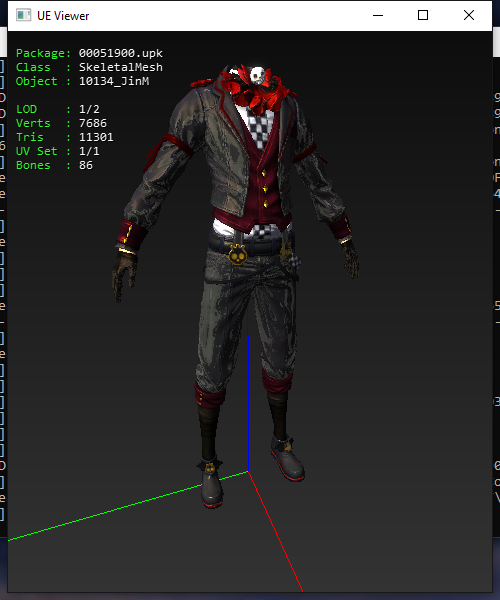 UE Viewer
Package: 00051900.upk
Class  : SkeletalMesh
Object : 10134_JinM
LOD    : 1/2
Verts  : 7686
Tris   : 11301
UV Set : 1/1
Bones  : 86